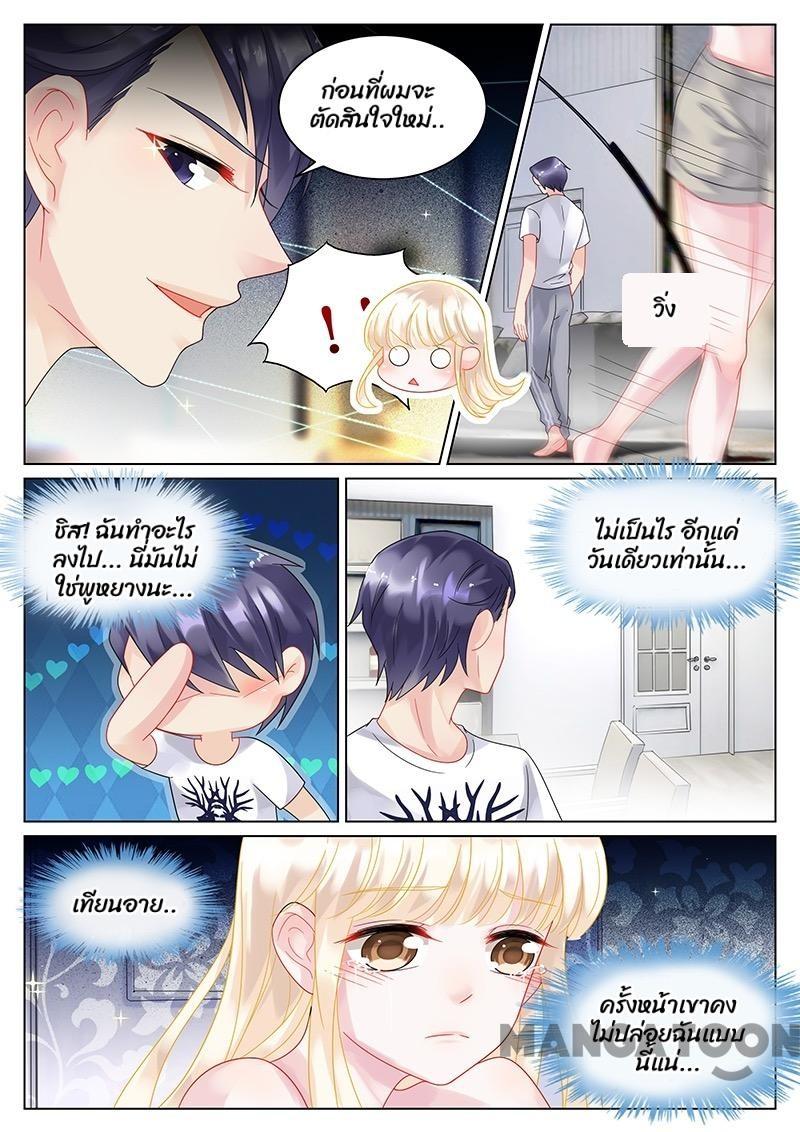 ก่อนที่ผมจะ
ตัดสินใจใหม่..
!
วิ่ง
ชิส! ฉันทำอะไร
ลงไป... นี่มันไม่
ใช่พูหยางนะ...
ไม่เป็นไร อีกแค่
วันเดียวเท่านั้น...
เทียนอาย..
ครั้งหน้าเขาคง
ไม่ปล่อยฉันแบบ
นี้แน่...
MANGATOON